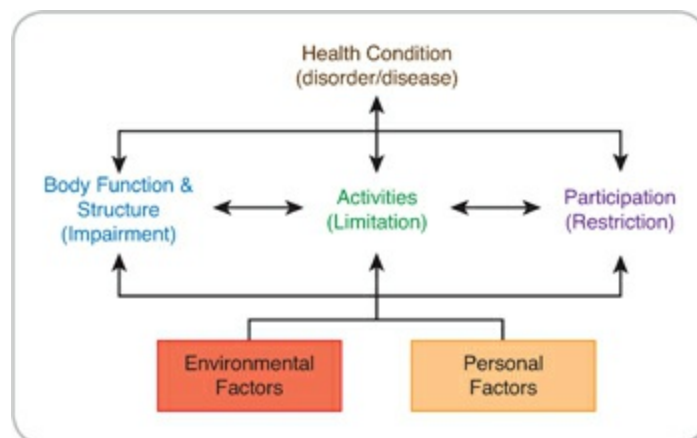 Health Condition
(disorder/disease)
Body Function &
Structure
(Impairment)
Activities
(Limitation)
Participation
(Restriction)
Environmental
Factors
Personal
Factors